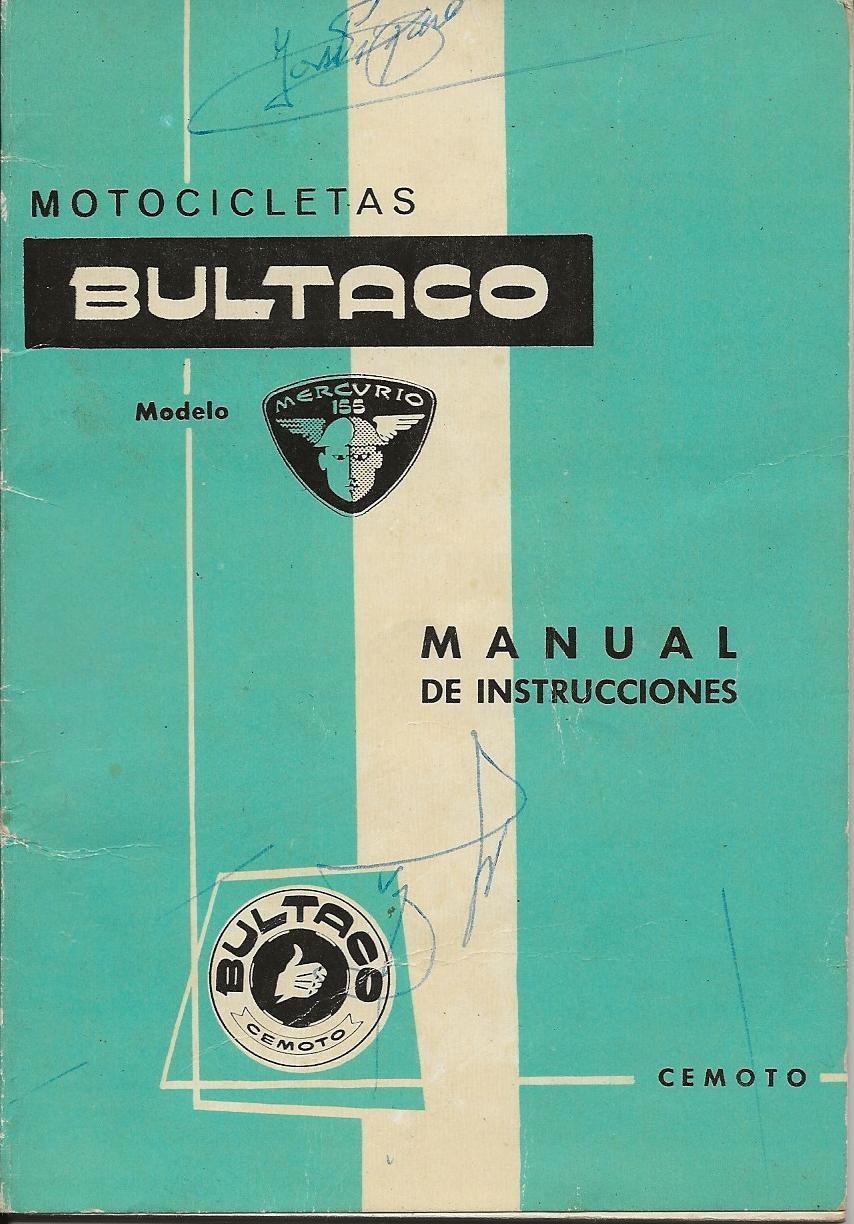 MOTOCICLETAS
BULTACO
Modelo
MERCVRIO
155
MANUAL
DE INSTRUCCIONES
BULTACO
CEMOTO
CEMOTO